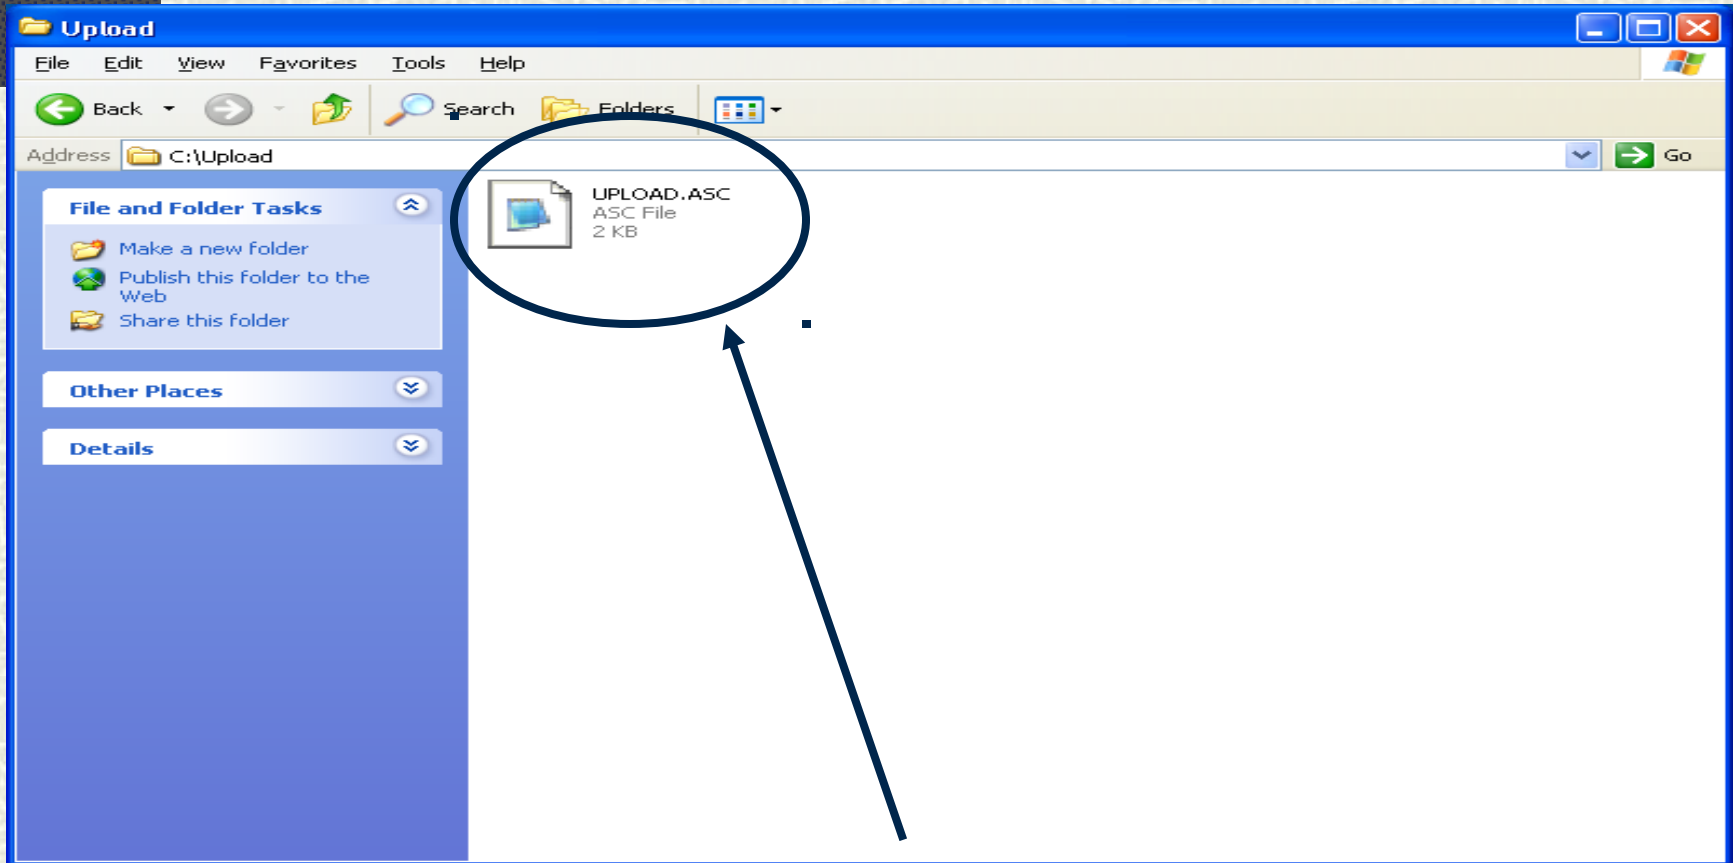 Upload
File Edit View Favorites Tools Help
Back Search Folders
Address C:\Upload Go
File and Folder Tasks
Make a new folder
Publish this folder to the
Web
Share this folder
Other Places
Details
UPLOAD.ASC
ASC File
2 KB